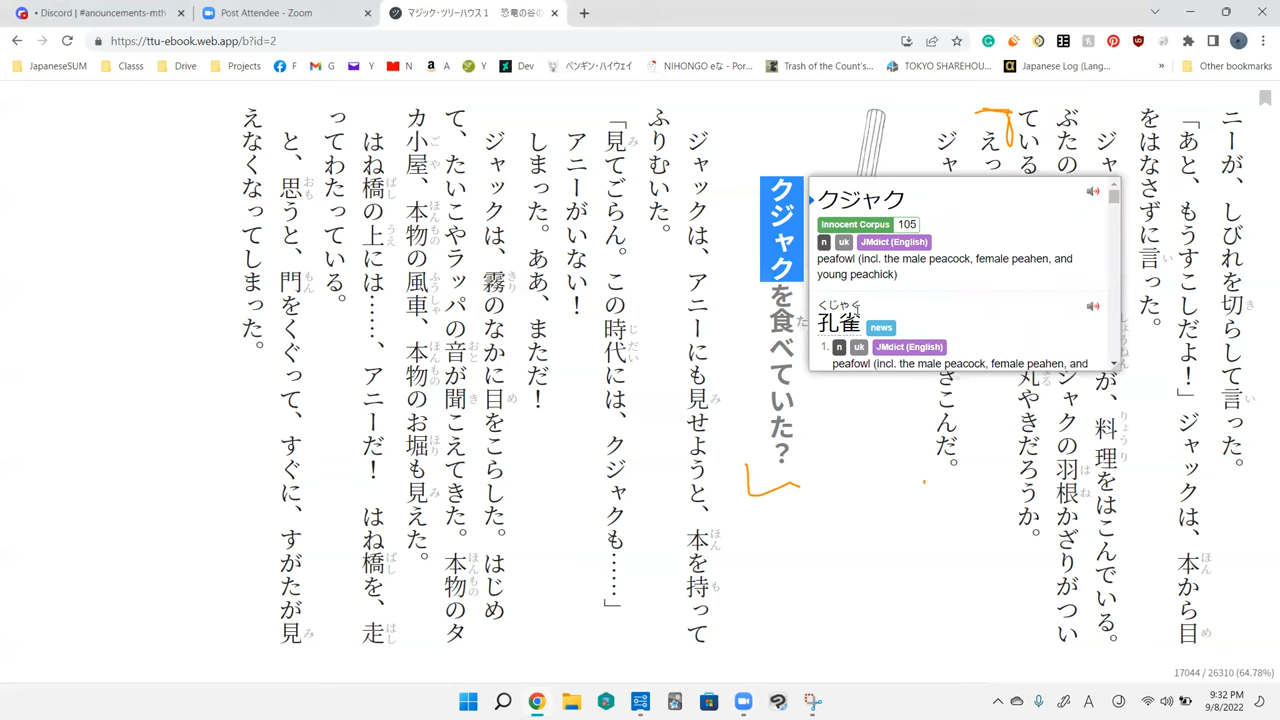 • Discord | #anouncements-mth
Post Attendee - Zoom
マジック・ツリーハウス 1 恐竜の谷の
https://ttu-ebook.web.app/b?id=2
JapaneseSUM
Classs
Drive
Projects
F
G
Y
N
A
Y
Dev
ペンギン・ハイウェイ
NIHONGO eな - Por...
Trash of the Count's...
TOKYO SHAREHOU...
Japanese Log (Lang...
»
Other bookmarks
ニーが、しびれを切らして言った。
「あと、もうすこしだよ！」ジャックは、本から目
をはなさずに言った。
ジャ
が、料理をはこんでいる。
ぶたの
ジャクの羽根かざりがつい
ている
丸やきだろうか。
えっ
クジャクを食べていた？
ジャ
きこんだ。
クジャク
Innocent Corpus 105
n uk JMdict (English)
peafowl (incl. the male peacock, female peahen, and
young peachick)
くじゃく
孔雀 news
1. n uk JMdict (English)
peafowl (incl. the male peacock, female peahen, and
ジャックは、アニーにも見せようと、本を持って
ふりむいた。
「見てごらん。この時代には、クジャクも……」
アニーがいない！
しまった。ああ、まただ！
ジャックは、霧のなかに目をこらした。はじめ
て、たいこやラッパの音が聞こえてきた。本物のタ
カ小屋、本物の風車、本物のお堀も見えた。
はね橋の上には……、アニーだ！　はね橋を、走
ってわたっている。
と、思うと、門をくぐって、すぐに、すがたが見
えなくなってしまった。
17044 / 26310 (64.78%)
9:32 PM
9/8/2022